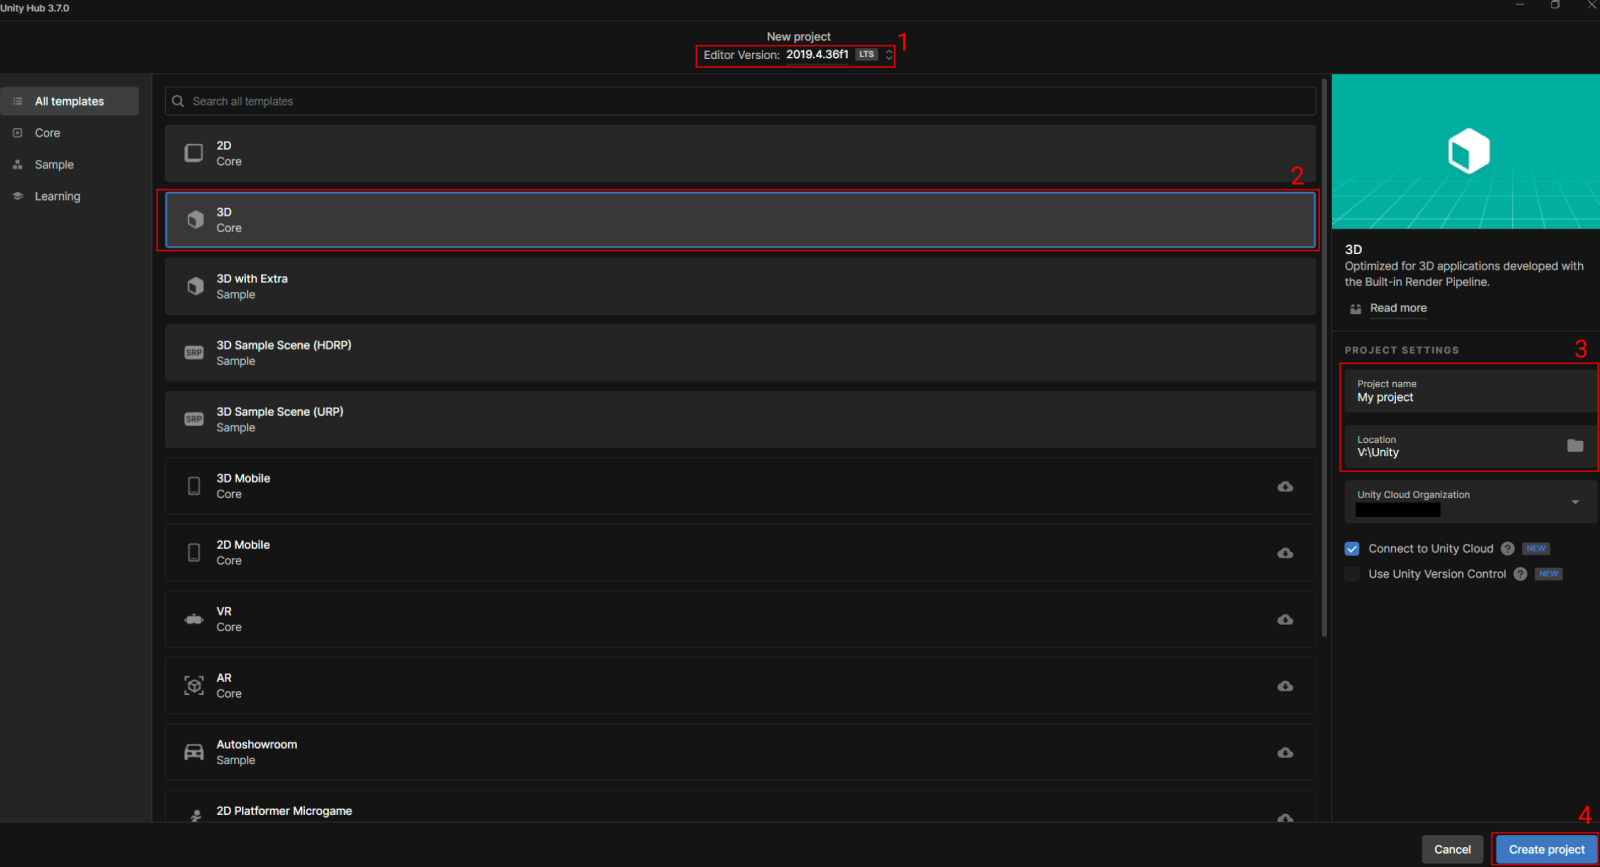 Unity Hub 3.7.0
New project
1
Editor Version: 2019.4.36f1 LTS
All templates
Core
Sample
Learning
Search all templates
2D
Core
2
3D
Core
3D with Extra
Sample
3D Sample Scene (HDRP)
SRP
Sample
3D Sample Scene (URP)
SRP
Sample
3D Mobile
Core
2D Mobile
Core
VR
Core
AR
Core
Autoshowroom
Sample
2D Platformer Microgame
3D
Optimized for 3D applications developed with
the Built-in Render Pipeline.
Read more
PROJECT SETTINGS
3
Project name
My project
Location
V:\Unity
Unity Cloud Organization
Connect to Unity Cloud ? NEW
Use Unity Version Control ? NEW
4
Cancel
Create project